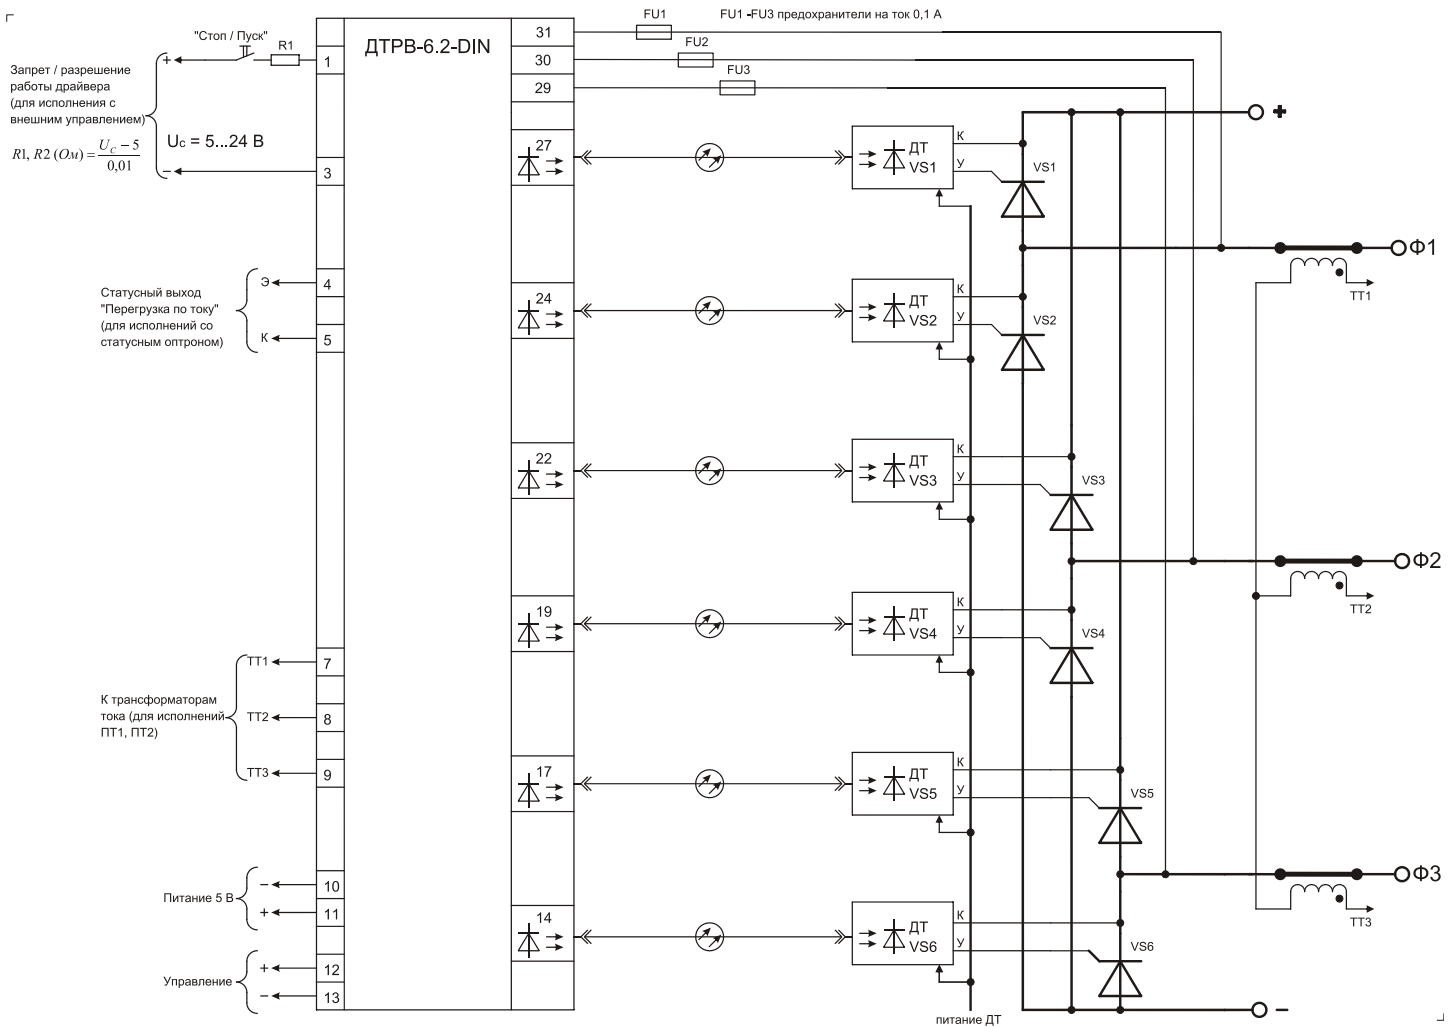 FU1
FU1 -FU3 предохранители на ток 0,1 А
"Стоп / Пуск"
R1
1
ДТРВ-6.2-DIN
31
30
29
FU2
FU3
Запрет / разрешение
работы драйвера
(для исполнения с
внешним управлением)
R1, R2 (Ом) = (U_C – 5) / 0,01
+
Uc = 5...24 В
−
3
27
ДТ
VS1
К
У
VS1
+
Ф1
ТТ1
Статусный выход
"Перегрузка по току"
(для исполнений со
статусным оптроном)
Э
К
4
5
24
ДТ
VS2
К
У
VS2
22
ДТ
VS3
К
У
VS3
Ф2
ТТ2
19
ДТ
VS4
К
У
VS4
К трансформаторам
тока (для исполнений
ПТ1, ПТ2)
ТТ1
ТТ2
ТТ3
7
8
9
17
ДТ
VS5
К
У
VS5
Ф3
ТТ3
Питание 5 В
−
+
10
11
14
ДТ
VS6
К
У
VS6
Управление
+
−
12
13
питание ДТ
−